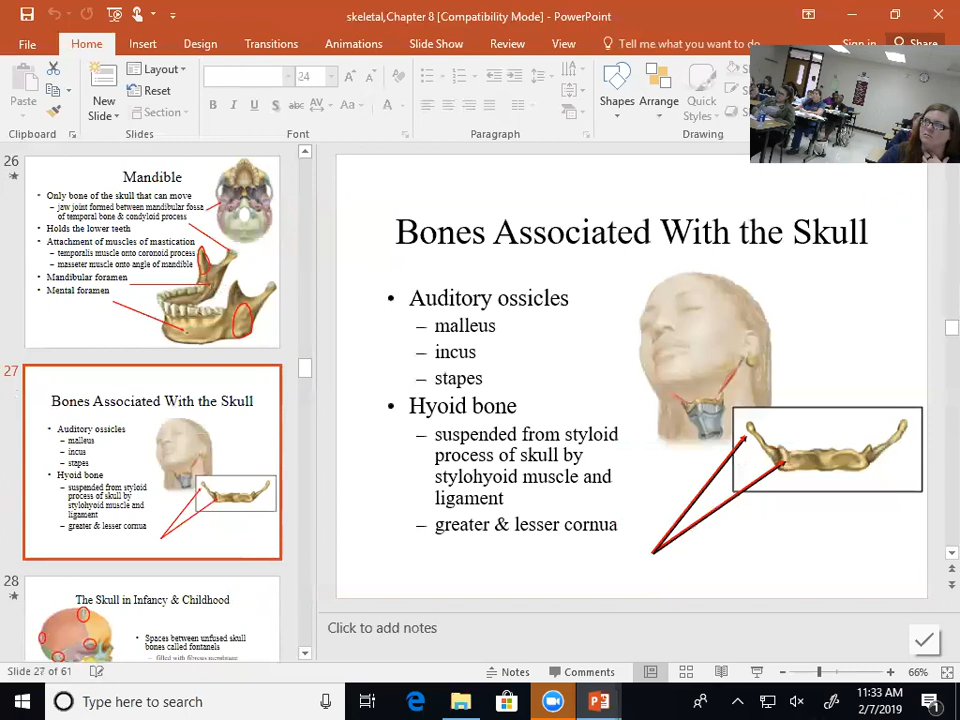 skeletal,Chapter 8 [Compatibility Mode] - PowerPoint
File
Home
Insert
Design
Transitions
Animations
Slide Show
Review
View
Tell me what you want to do
Sign in
Share
Paste
New
Slide
Layout
Reset
Section
24
B I U S abc AV Aa A
Shapes
Arrange
Quick
Styles
Clipboard
Slides
Font
Paragraph
Drawing
26
Mandible
• Only bone of the skull that can move
– jaw joint formed between mandibular fossa
of temporal bone & condyloid process
• Holds the lower teeth
• Attachment of muscles of mastication
– temporalis muscle onto coronoid process
– masseter muscle onto angle of mandible
• Mandibular foramen
• Mental foramen
27
Bones Associated With the Skull
• Auditory ossicles
– malleus
– incus
– stapes
• Hyoid bone
– suspended from styloid
process of skull by
stylohyoid muscle and
ligament
– greater & lesser cornua
28
The Skull in Infancy & Childhood
• Spaces between unfused skull
bones called fontanels
– filled with fibrous membrane
Bones Associated With the Skull
• Auditory ossicles
– malleus
– incus
– stapes
• Hyoid bone
– suspended from styloid
process of skull by
stylohyoid muscle and
ligament
– greater & lesser cornua
Click to add notes
Slide 27 of 61
Notes
Comments
66%
Type here to search
11:33 AM
2/7/2019
1